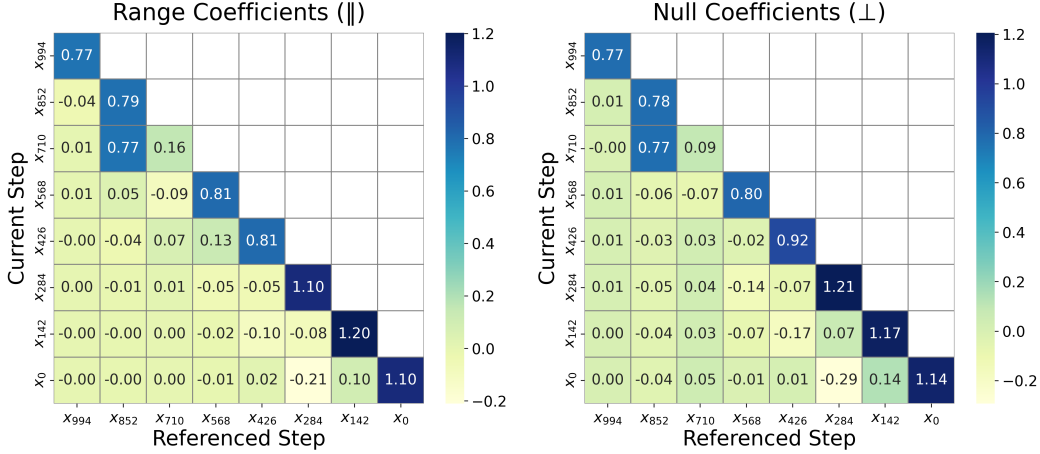 Range Coefficients (∥)
Current Step
x994 0.77
x852 -0.04 0.79
x710 0.01 0.77 0.16
x568 0.01 0.05 -0.09 0.81
x426 -0.00 -0.04 0.07 0.13 0.81
x284 0.00 -0.01 0.01 -0.05 -0.05 1.10
x142 -0.00 -0.00 0.00 -0.02 -0.10 -0.08 1.20
x0 -0.00 -0.00 0.00 -0.01 0.02 -0.21 0.10 1.10
x994 x852 x710 x568 x426 x284 x142 x0
Referenced Step
1.2
1.0
0.8
0.6
0.4
0.2
0.0
−0.2
Null Coefficients (⊥)
Current Step
x994 0.77
x852 0.01 0.78
x710 -0.00 0.77 0.09
x568 0.01 -0.06 -0.07 0.80
x426 0.01 -0.03 0.03 -0.02 0.92
x284 0.01 -0.05 0.04 -0.14 -0.07 1.21
x142 0.00 -0.04 0.03 -0.07 -0.17 0.07 1.17
x0 0.00 -0.04 0.05 -0.01 0.01 -0.29 0.14 1.14
x994 x852 x710 x568 x426 x284 x142 x0
Referenced Step
1.2
1.0
0.8
0.6
0.4
0.2
0.0
−0.2